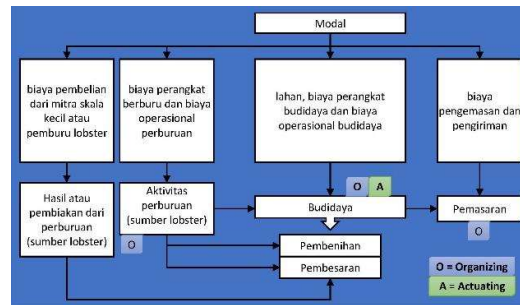 Modal
biaya pembelian
dari mitra skala
kecil atau
pemburu lobster
biaya perangkat
berburu dan biaya
operasional
perburuan
lahan, biaya perangkat
budidaya dan biaya
operasional budidaya
biaya
pengemasan dan
pengiriman
Hasil atau
pembiakan dari
perburuan
(sumber lobster)
Aktivitas
perburuan
(sumber lobster)
O
O A
Budidaya
Pemasaran
O
Pembenihan
Pembesaran
O = Organizing
A = Actuating